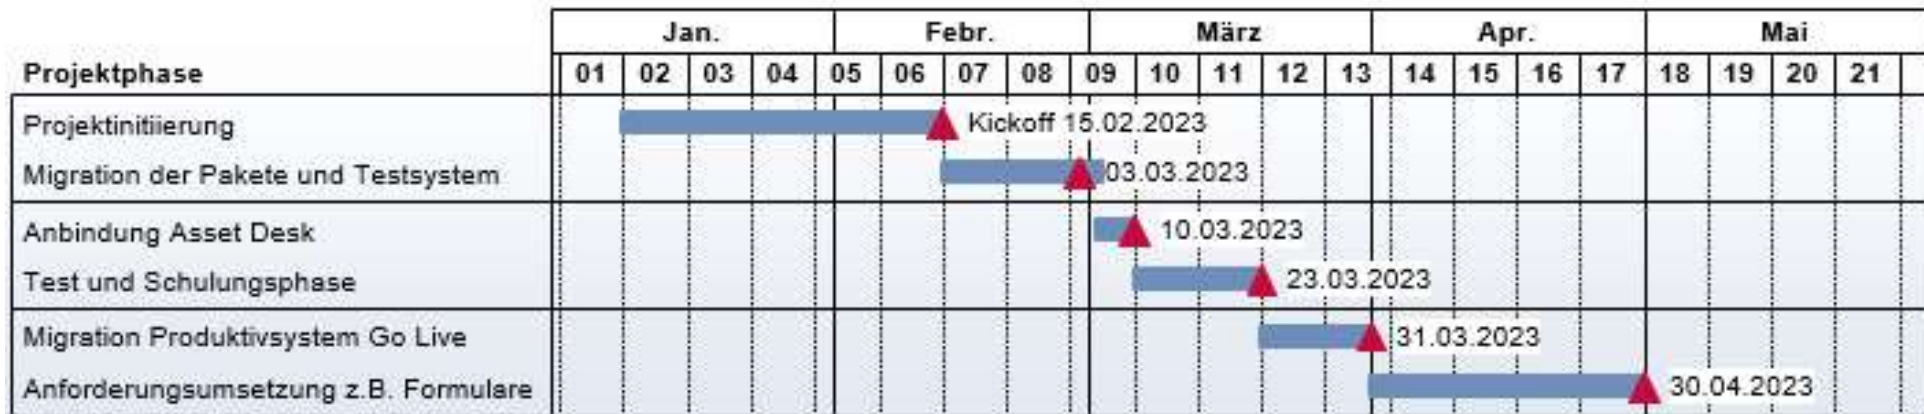 Jan. Febr. März Apr. Mai
Projektphase 01 02 03 04 05 06 07 08 09 10 11 12 13 14 15 16 17 18 19 20 21
Projektinitiierung Kickoff 15.02.2023
Migration der Pakete und Testsystem 03.03.2023
Anbindung Asset Desk 10.03.2023
Test und Schulungsphase 23.03.2023
Migration Produktivsystem Go Live 31.03.2023
Anforderungsumsetzung z.B. Formulare 30.04.2023